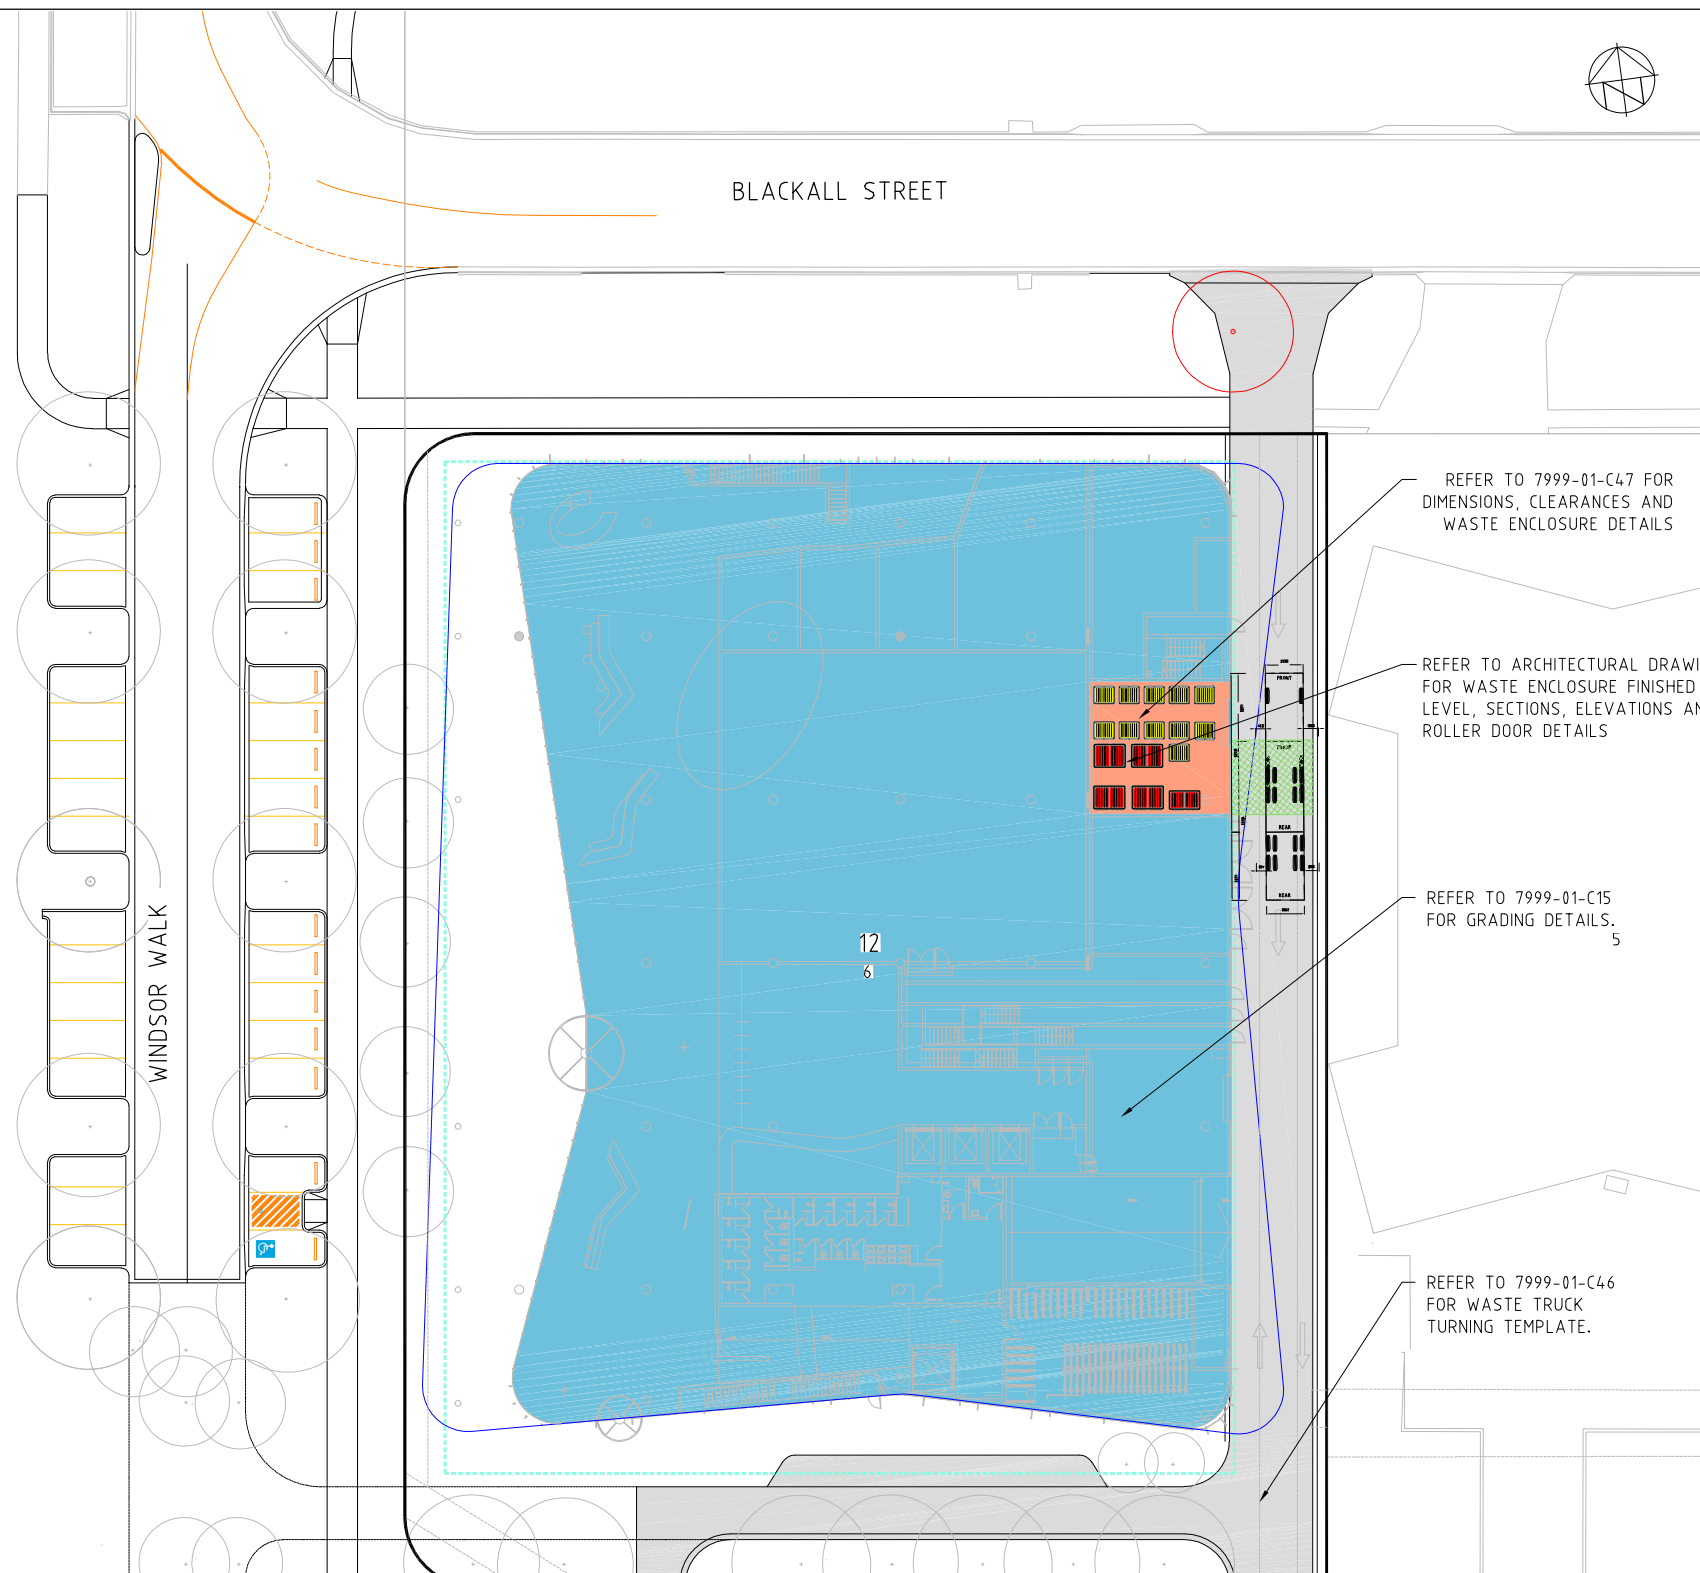 BLACKALL STREET
REFER TO 7999-01-C47 FOR
DIMENSIONS, CLEARANCES AND
WASTE ENCLOSURE DETAILS
REFER TO ARCHITECTURAL DRAWI
FOR WASTE ENCLOSURE FINISHED
LEVEL, SECTIONS, ELEVATIONS AN
ROLLER DOOR DETAILS
FRONT
REAR
REAR
REFER TO 7999-01-C15
FOR GRADING DETAILS.
5
12
6
WINDSOR WALK
REFER TO 7999-01-C46
FOR WASTE TRUCK
TURNING TEMPLATE.